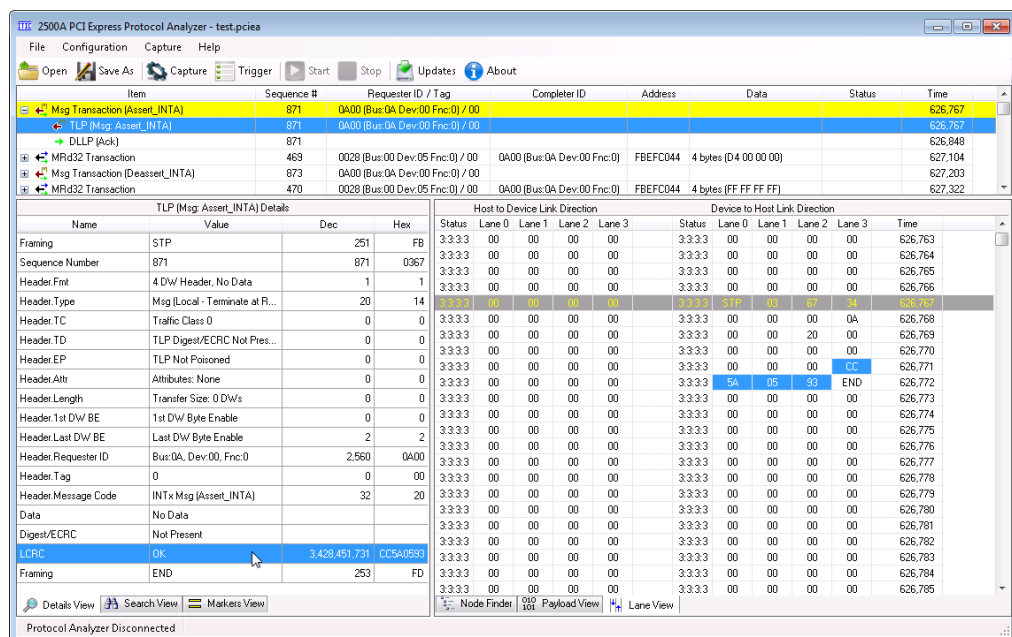 2500A PCI Express Protocol Analyzer - test.pciea
File Configuration Capture Help
Open Save As Capture Trigger Start Stop Updates About
Item Sequence # Requester ID / Tag Completer ID Address Data Status Time
Msg Transaction (Assert_INTA) 871 0A00 (Bus:0A Dev:00 Fnc:0) / 00 626,767
TLP (Msg: Assert_INTA) 871 0A00 (Bus:0A Dev:00 Fnc:0) / 00 626,767
DLLP (Ack) 871 626,848
MRd32 Transaction 469 0028 (Bus:00 Dev:05 Fnc:0) / 00 0A00 (Bus:0A Dev:00 Fnc:0) FBEFC044 4 bytes (D4 00 00 00) 627,104
Msg Transaction (Deassert_INTA) 873 0A00 (Bus:0A Dev:00 Fnc:0) / 00 627,203
MRd32 Transaction 470 0028 (Bus:00 Dev:05 Fnc:0) / 00 0A00 (Bus:0A Dev:00 Fnc:0) FBEFC044 4 bytes (FF FF FF FF) 627,322
TLP (Msg: Assert_INTA) Details
Name Value Dec Hex
Framing STP 251 FB
Sequence Number 871 871 0367
Header.Fmt 4 DW Header, No Data 1 1
Header.Type Msg (Local - Terminate at R... 20 14
Header.TC Traffic Class 0 0 0
Header.TD TLP Digest/ECRC Not Pres... 0 0
Header.EP TLP Not Poisoned 0 0
Header.Attr Attributes: None 0 0
Header.Length Transfer Size: 0 DWs 0 0
Header.1st DW BE 1st DW Byte Enable 0 0
Header.Last DW BE Last DW Byte Enable 2 2
Header.Requester ID Bus:0A, Dev:00, Fnc:0 2,560 0A00
Header.Tag 0 0 00
Header.Message Code INTx Msg (Assert_INTA) 32 20
Data No Data
Digest/ECRC Not Present
LCRC OK 3,428,451,731 CC5A0593
Framing END 253 FD
Details View Search View Markers View
Host to Device Link Direction Device to Host Link Direction
Status Lane 0 Lane 1 Lane 2 Lane 3 Status Lane 0 Lane 1 Lane 2 Lane 3 Time
3:3:3:3 00 00 00 00 3:3:3:3 00 00 00 00 626,763
3:3:3:3 00 00 00 00 3:3:3:3 00 00 00 00 626,764
3:3:3:3 00 00 00 00 3:3:3:3 00 00 00 00 626,765
3:3:3:3 00 00 00 00 3:3:3:3 00 00 00 00 626,766
3:3:3:3 00 00 00 00 3:3:3:3 STP 03 67 34 626,767
3:3:3:3 00 00 00 00 3:3:3:3 00 00 00 0A 626,768
3:3:3:3 00 00 00 00 3:3:3:3 00 00 20 00 626,769
3:3:3:3 00 00 00 00 3:3:3:3 00 00 00 00 626,770
3:3:3:3 00 00 00 00 3:3:3:3 00 00 00 CC 626,771
3:3:3:3 00 00 00 00 3:3:3:3 5A 05 93 END 626,772
3:3:3:3 00 00 00 00 3:3:3:3 00 00 00 00 626,773
3:3:3:3 00 00 00 00 3:3:3:3 00 00 00 00 626,774
3:3:3:3 00 00 00 00 3:3:3:3 00 00 00 00 626,775
3:3:3:3 00 00 00 00 3:3:3:3 00 00 00 00 626,776
3:3:3:3 00 00 00 00 3:3:3:3 00 00 00 00 626,777
3:3:3:3 00 00 00 00 3:3:3:3 00 00 00 00 626,778
3:3:3:3 00 00 00 00 3:3:3:3 00 00 00 00 626,779
3:3:3:3 00 00 00 00 3:3:3:3 00 00 00 00 626,780
3:3:3:3 00 00 00 00 3:3:3:3 00 00 00 00 626,781
3:3:3:3 00 00 00 00 3:3:3:3 00 00 00 00 626,782
3:3:3:3 00 00 00 00 3:3:3:3 00 00 00 00 626,783
3:3:3:3 00 00 00 00 3:3:3:3 00 00 00 00 626,784
3:3:3:3 00 00 00 00 3:3:3:3 00 00 00 00 626,785
Node Finder Payload View Lane View
Protocol Analyzer Disconnected